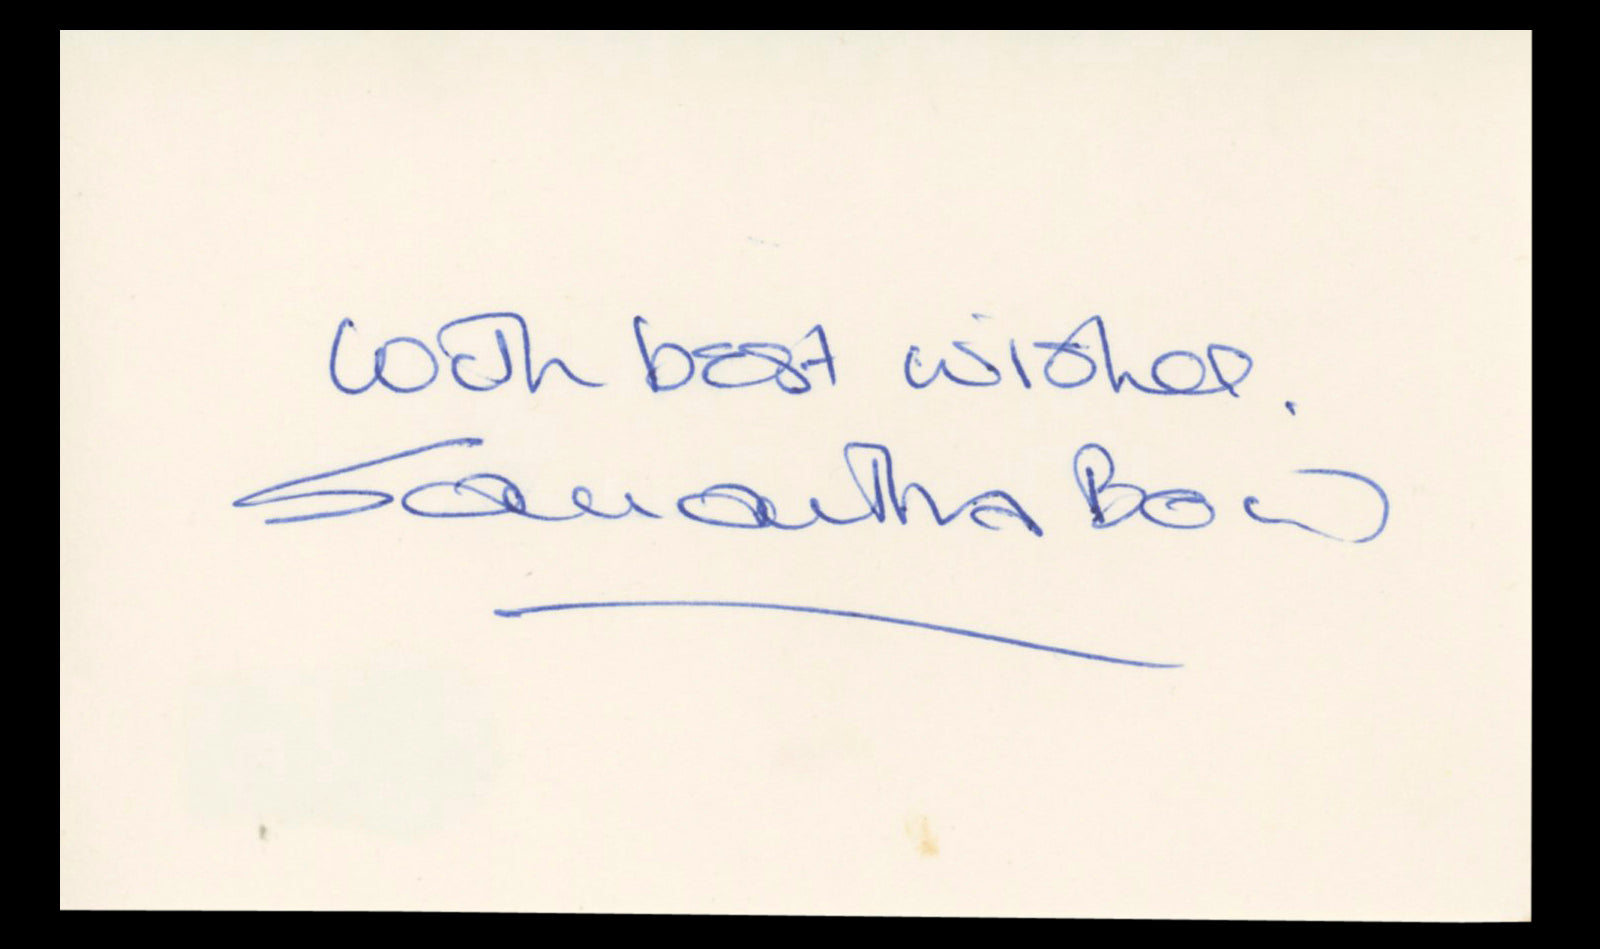 With best wishes.
Samantha Bond